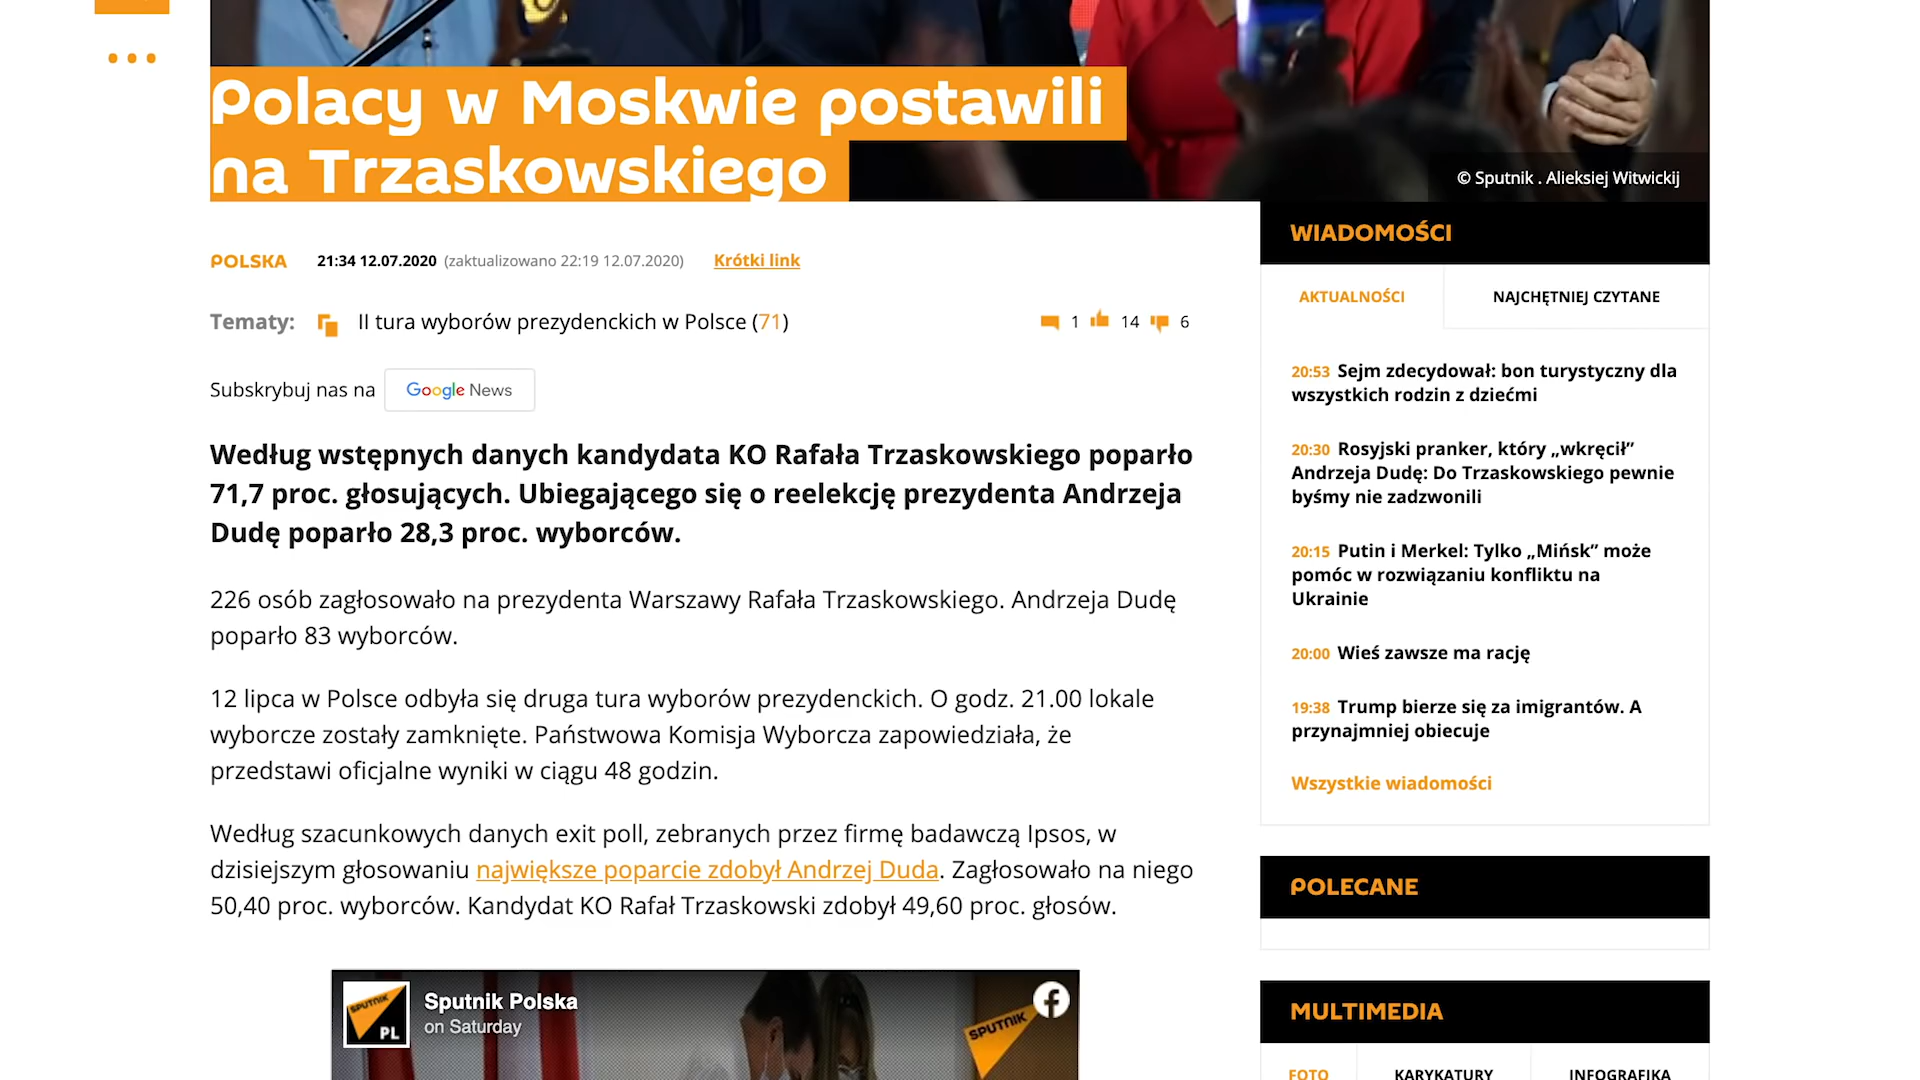 Polacy w Moskwie postawili
na Trzaskowskiego
© Sputnik . Alieksiej Witwickij
POLSKA 21:34 12.07.2020 (zaktualizowano 22:19 12.07.2020) Krótki link
Tematy: II tura wyborów prezydenckich w Polsce (71)
1 14 6
Subskrybuj nas na Google News
Według wstępnych danych kandydata KO Rafała Trzaskowskiego poparło
71,7 proc. głosujących. Ubiegającego się o reelekcję prezydenta Andrzeja
Dudę poparło 28,3 proc. wyborców.
226 osób zagłosowało na prezydenta Warszawy Rafała Trzaskowskiego. Andrzeja Dudę
poparło 83 wyborców.
12 lipca w Polsce odbyła się druga tura wyborów prezydenckich. O godz. 21.00 lokale
wyborcze zostały zamknięte. Państwowa Komisja Wyborcza zapowiedziała, że
przedstawi oficjalne wyniki w ciągu 48 godzin.
Według szacunkowych danych exit poll, zebranych przez firmę badawczą Ipsos, w
dzisiejszym głosowaniu największe poparcie zdobył Andrzej Duda. Zagłosowało na niego
50,40 proc. wyborców. Kandydat KO Rafał Trzaskowski zdobył 49,60 proc. głosów.
SPUTNIK
PL
Sputnik Polska
on Saturday
SPUTNIK
WIADOMOŚCI
AKTUALNOŚCI NAJCHĘTNIEJ CZYTANE
20:53 Sejm zdecydował: bon turystyczny dla
wszystkich rodzin z dziećmi
20:30 Rosyjski pranker, który „wkręcił”
Andrzeja Dudę: Do Trzaskowskiego pewnie
byśmy nie zadzwonili
20:15 Putin i Merkel: Tylko „Mińsk” może
pomóc w rozwiązaniu konfliktu na
Ukrainie
20:00 Wieś zawsze ma rację
19:38 Trump bierze się za imigrantów. A
przynajmniej obiecuje
Wszystkie wiadomości
POLECANE
MULTIMEDIA
FOTO KARYKATURY INFOGRAFIKA